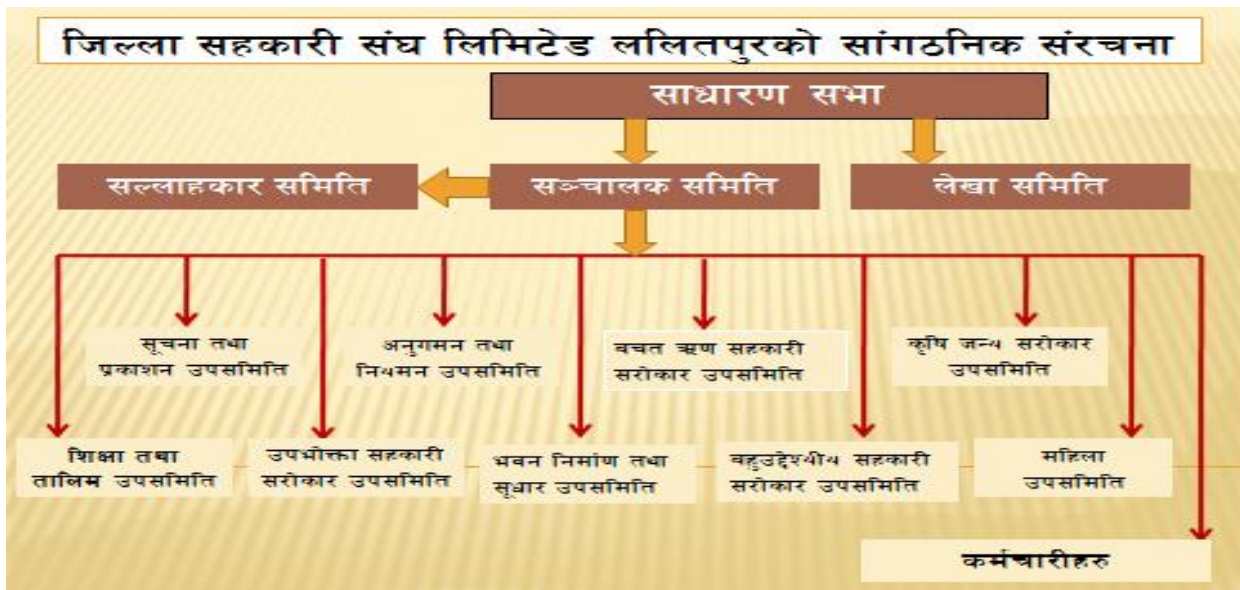 जिल्ला सहकारी संघ लिमिटेड ललितपुरको सांगठनिक संरचना
साधारण सभा
सल्लाहकार समिति
सञ्चालक समिति
लेखा समिति
सूचना तथा
प्रकाशन उपसमिति
अनुगमन तथा
नियमन उपसमिति
बचत ऋण सहकारी
सरोकार उपसमिति
कृषि जन्य सरोकार
उपसमिति
शिक्षा तथा
तालिम उपसमिति
उपभोक्ता सहकारी
सरोकार उपसमिति
भवन निर्माण तथा
सूधार उपसमिति
बहुउद्देश्यीय सहकारी
सरोकार उपसमिति
महिला
उपसमिति
कर्मचारीहरु